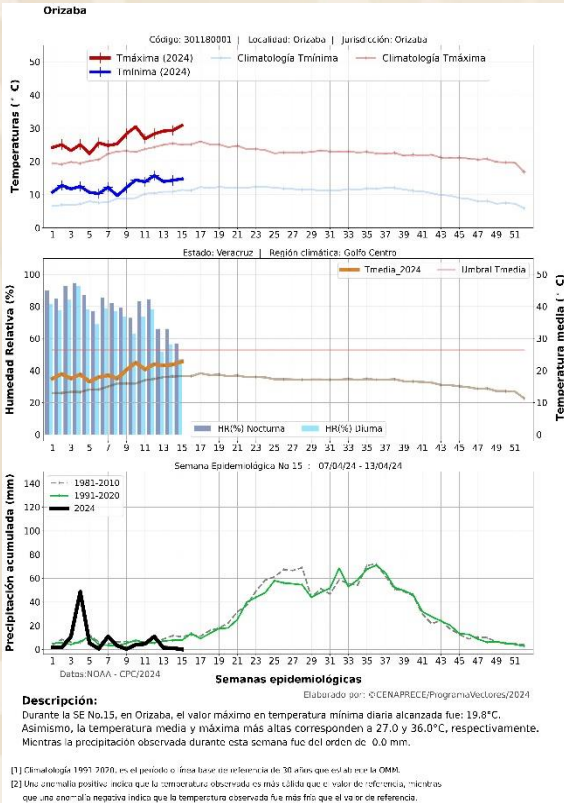 Orizaba
Código: 301180001 | Localidad: Orizaba | Jurisdicción: Orizaba
Tmáxima (2024)
Tmínima (2024)
Climatología Tmínima
Climatología Tmáxima
Temperaturas (° C)
50
40
30
20
10
0
1 3 5 7 9 11 13 15 17 19 21 23 25 27 29 31 33 35 37 39 41 43 45 47 49 51
Estado: Veracruz | Región climática: Golfo Centro
Tmedia_2024
Umbral Tmedia
Humedad Relativa (%)
100
80
60
40
20
0
Temperatura media (° C)
50
40
30
20
10
0
HR(%) Nocturna
HR(%) Diurna
1 3 5 7 9 11 13 15 17 19 21 23 25 27 29 31 33 35 37 39 41 43 45 47 49 51
Semana Epidemiológica No 15 : 07/04/24 - 13/04/24
1981-2010
1991-2020
2024
Precipitación acumulada (mm)
140
120
100
80
60
40
20
0
1 3 5 7 9 11 13 15 17 19 21 23 25 27 29 31 33 35 37 39 41 43 45 47 49 51
Datos:NOAA - CPC/2024
Semanas epidemiológicas
Elaborado por: ©CENAPRECE/ProgramaVectores/2024
Descripción:
Durante la SE No.15, en Orizaba, el valor máximo en temperatura mínima diaria alcanzada fue: 19.8°C.
Asimismo, la temperatura media y máxima más altas corresponden a 27.0 y 36.0°C, respectivamente.
Mientras la precipitación observada durante esta semana fue del orden de 0.0 mm.
[1] Climatología 1991 2020, es el período o línea base de referencia de 30 años que establece la OMM.
[2] Una anomalía positiva indica que la temperatura observada es más cálida que el valor de referencia, mientras
que una anomalía negativa indica que la temperatura observada fue más fría que el valor de referencia.